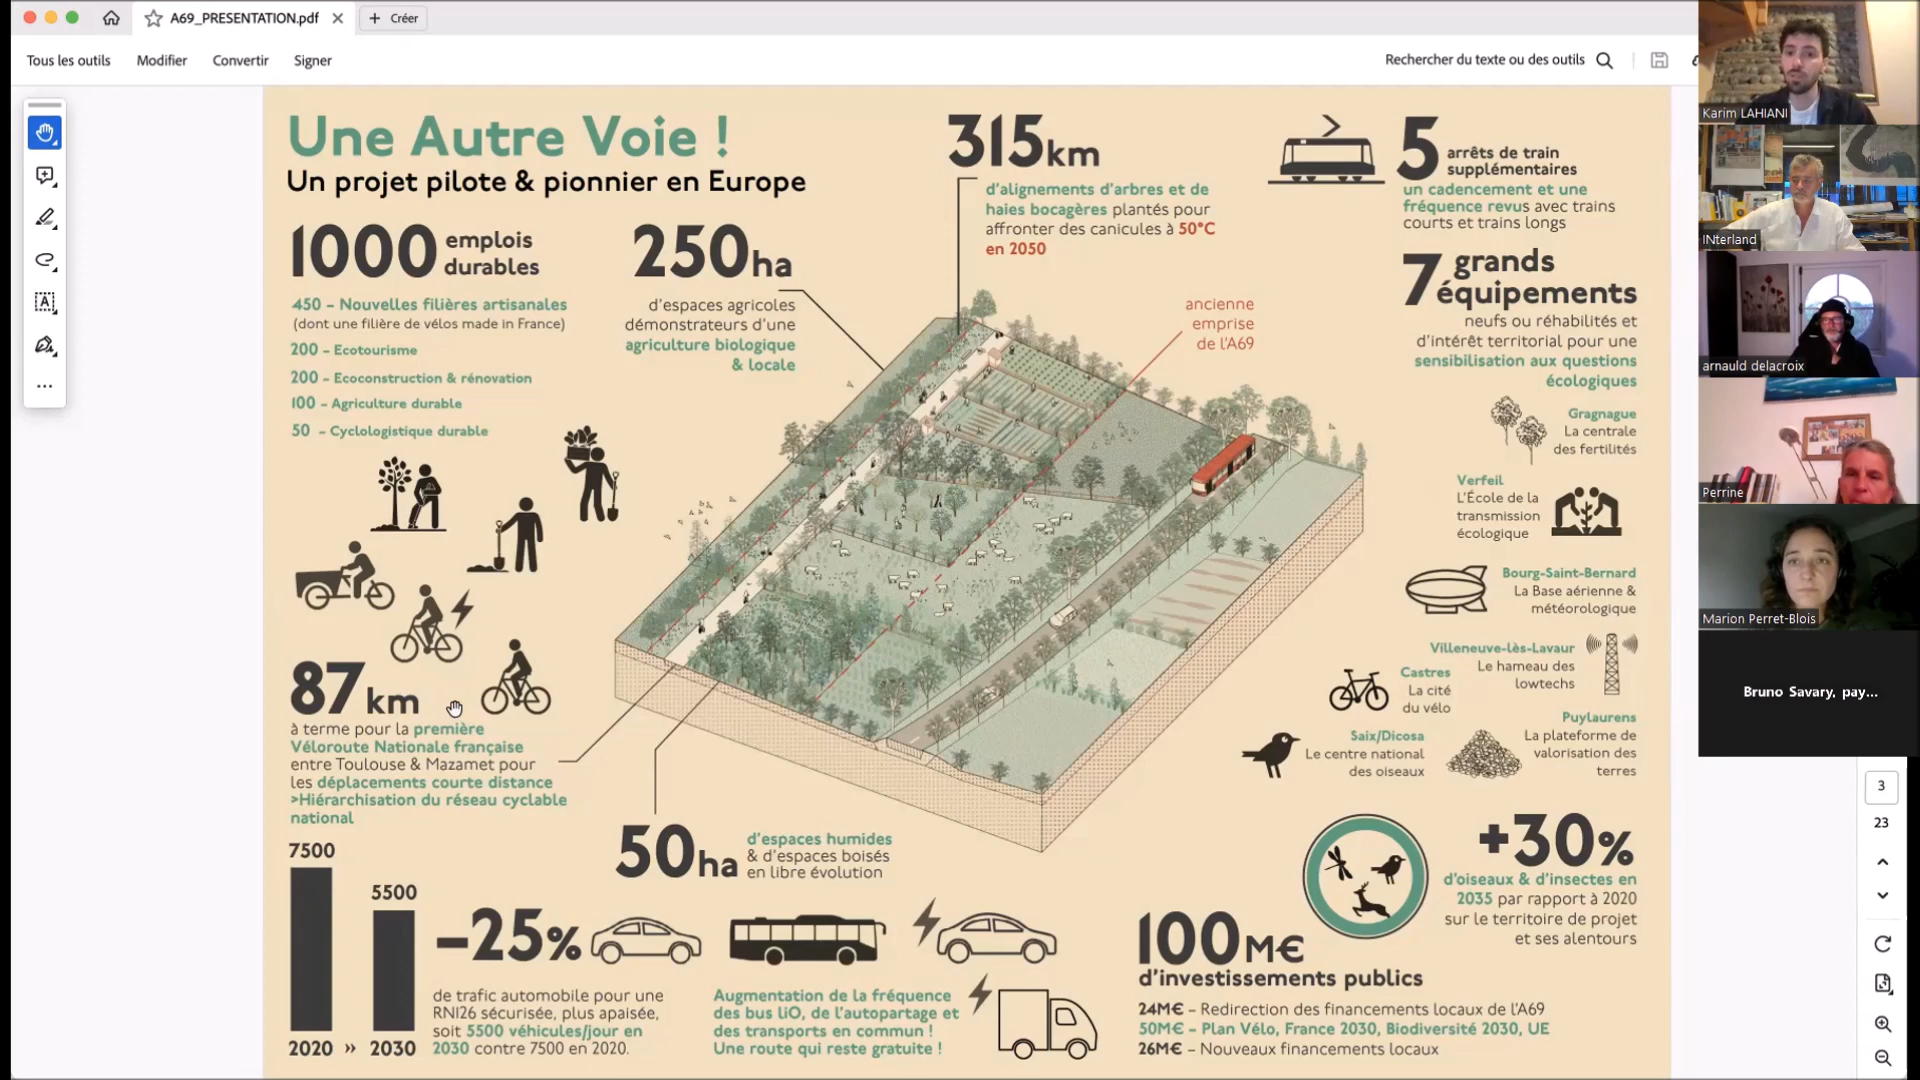 A69_PRESENTATION.pdf
Créer
Tous les outils
Modifier
Convertir
Signer
Rechercher du texte ou des outils
Une Autre Voie !
Un projet pilote & pionnier en Europe
1000 emplois durables
450 - Nouvelles filières artisanales
(dont une filière de vélos made in France)
200 - Ecotourisme
200 - Ecoconstruction & rénovation
100 - Agriculture durable
50 - Cyclologistique durable
250ha
d'espaces agricoles
démonstrateurs d'une
agriculture biologique
& locale
315km
d'alignements d'arbres et de
haies bocagères plantés pour
affronter des canicules à 50°C
en 2050
ancienne
emprise
de l'A69
5 arrêts de train
supplémentaires
un cadencement et une
fréquence revus avec trains
courts et trains longs
7 grands
équipements
neufs ou réhabilités et
d'intérêt territorial pour une
sensibilisation aux questions
écologiques
Gragnague
La centrale
des fertilités
Verfeil
L'École de la
transmission
écologique
Bourg-Saint-Bernard
La Base aérienne &
météorologique
Villeneuve-lès-Lavaur
Le hameau des
lowtechs
Castres
La cité
du vélo
Puylaurens
La plateforme de
valorisation des
terres
Saix/Dicosa
Le centre national
des oiseaux
87 km
à terme pour la première
Véloroute Nationale française
entre Toulouse & Mazamet pour
les déplacements courte distance
>Hiérarchisation du réseau cyclable
national
50ha
d'espaces humides
& d'espaces boisés
en libre évolution
7500
5500
2020 » 2030
-25%
de trafic automobile pour une
RN126 sécurisée, plus apaisée,
soit 5500 véhicules/jour en
2030 contre 7500 en 2020.
Augmentation de la fréquence
des bus liO, de l'autopartage et
des transports en commun !
Une route qui reste gratuite !
+30%
d'oiseaux & d'insectes en
2035 par rapport à 2020
sur le territoire de projet
et ses alentours
100M€
d'investissements publics
24M€ - Redirection des financements locaux de l'A69
50M€ - Plan Vélo, France 2030, Biodiversité 2030, UE
26M€ - Nouveaux financements locaux
Karim LAHIANI
INterland
arnauld delacroix
Perrine
Marion Perret-Blois
Bruno Savary, pay...
3
23